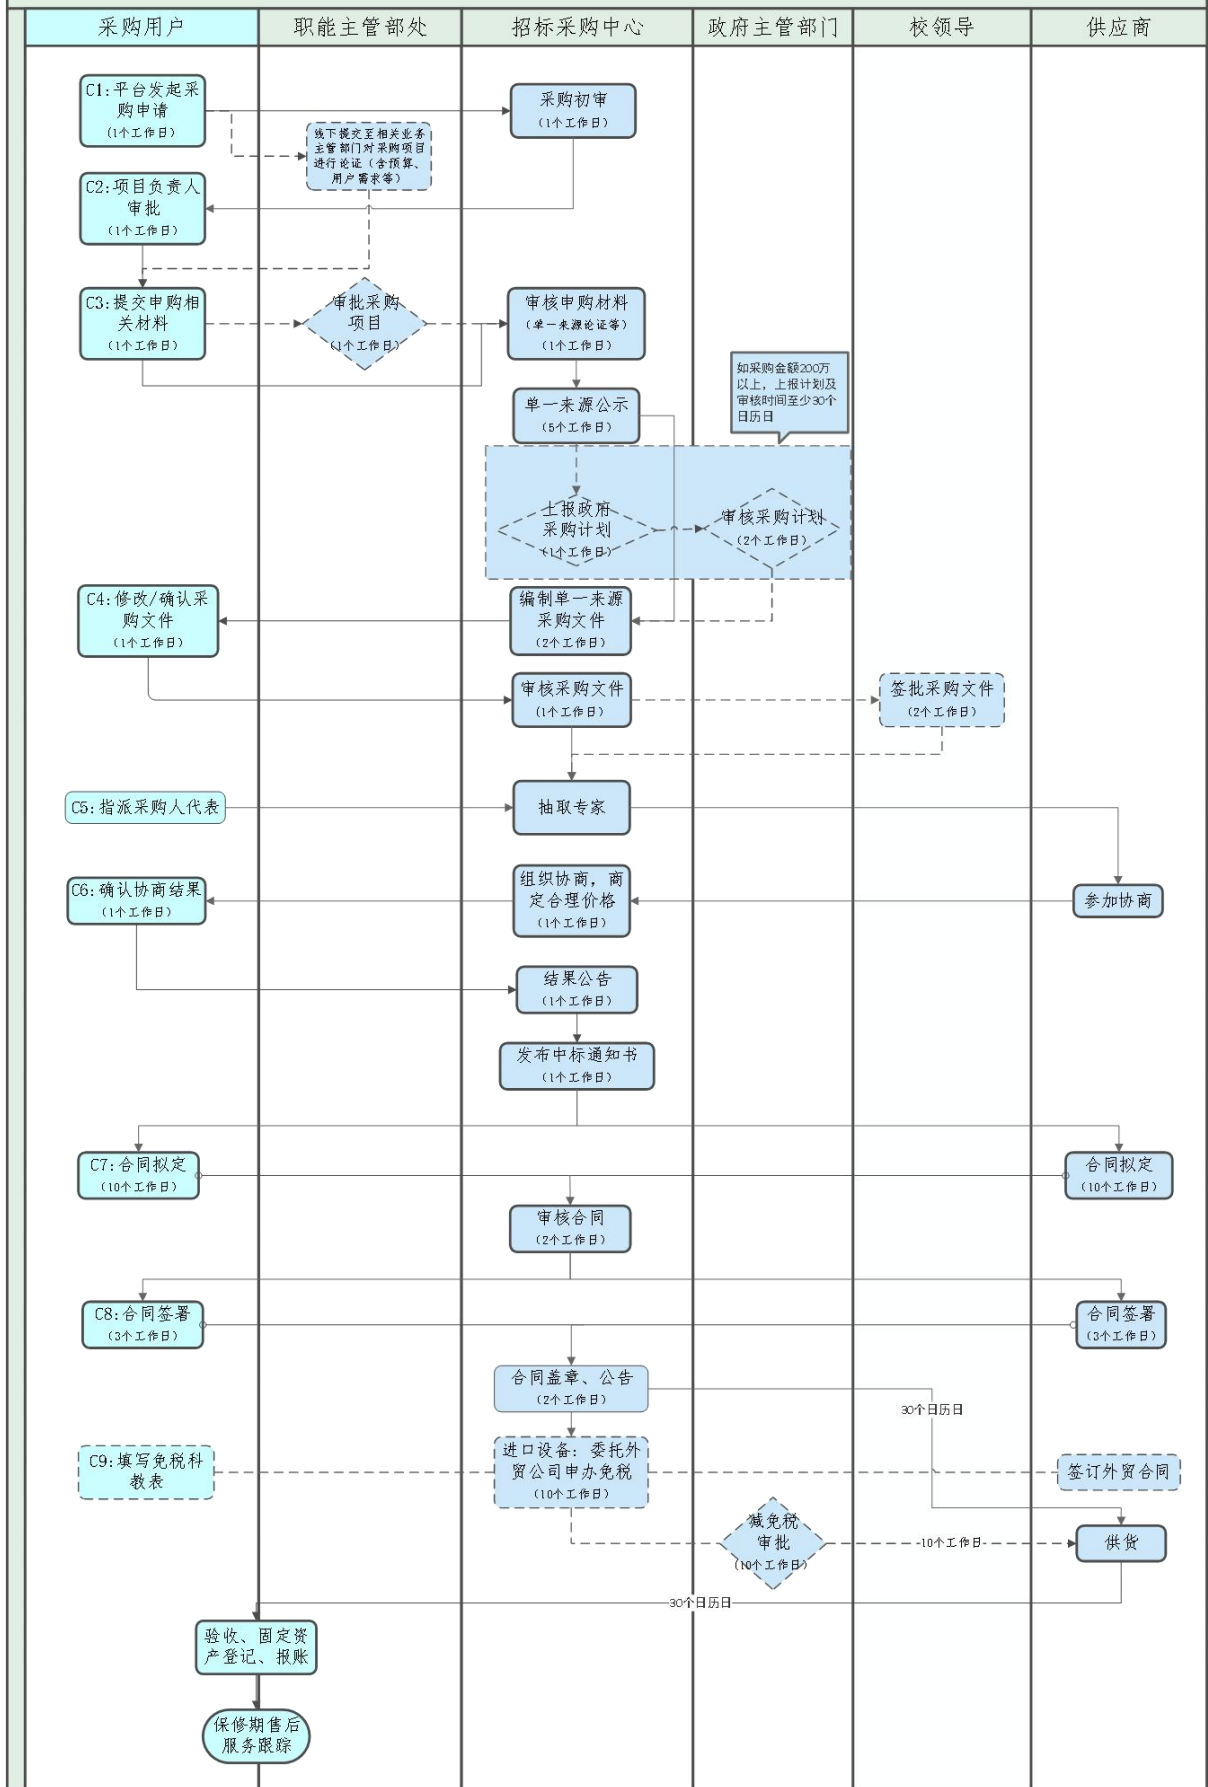 采购用户
职能主管部处
招标采购中心
政府主管部门
校领导
供应商
C1:平台发起采
购申请
(1个工作日)
采购初审
(1个工作日)
线下提交至相关业务
主管部门对采购项目
进行论证（含预算、
用户需求等）
C2:项目负责人
审批
(1个工作日)
C3:提交申购相
关材料
(1个工作日)
审批采购
项目
(1个工作日)
审核申购材料
(单一来源论证等)
(1个工作日)
如采购金额200万
以上，上报计划及
审核时间至少30个
日历日
单一来源公示
(5个工作日)
上报政府
采购计划
(1个工作日)
审核采购计划
(2个工作日)
C4:修改/确认采
购文件
(1个工作日)
编制单一来源
采购文件
(2个工作日)
审核采购文件
(1个工作日)
签批采购文件
(2个工作日)
C5:指派采购人代表
抽取专家
C6:确认协商结果
(1个工作日)
组织协商，商
定合理价格
(1个工作日)
参加协商
结果公告
(1个工作日)
发布中标通知书
(1个工作日)
C7:合同拟定
(10个工作日)
合同拟定
(10个工作日)
审核合同
(2个工作日)
C8:合同签署
(3个工作日)
合同签署
(3个工作日)
合同盖章、公告
(2个工作日)
30个日历日
C9:填写免税科
教表
进口设备：委托外
贸公司申办免税
(10个工作日)
签订外贸合同
减免税
审批
(10个工作日)
10个工作日
供货
30个日历日
验收、固定资
产登记、报账
保修期售后
服务跟踪